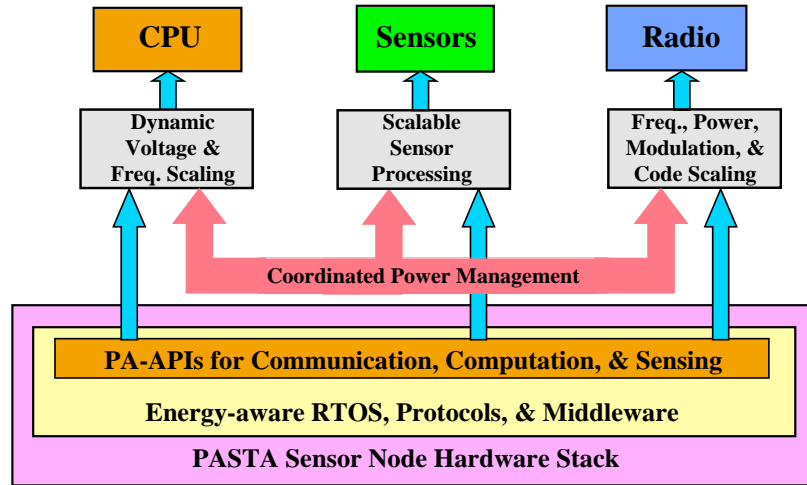 CPU
Sensors
Radio
Dynamic
Voltage &
Freq. Scaling
Scalable
Sensor
Processing
Freq., Power,
Modulation, &
Code Scaling
Coordinated Power Management
PA-APIs for Communication, Computation, & Sensing
Energy-aware RTOS, Protocols, & Middleware
PASTA Sensor Node Hardware Stack